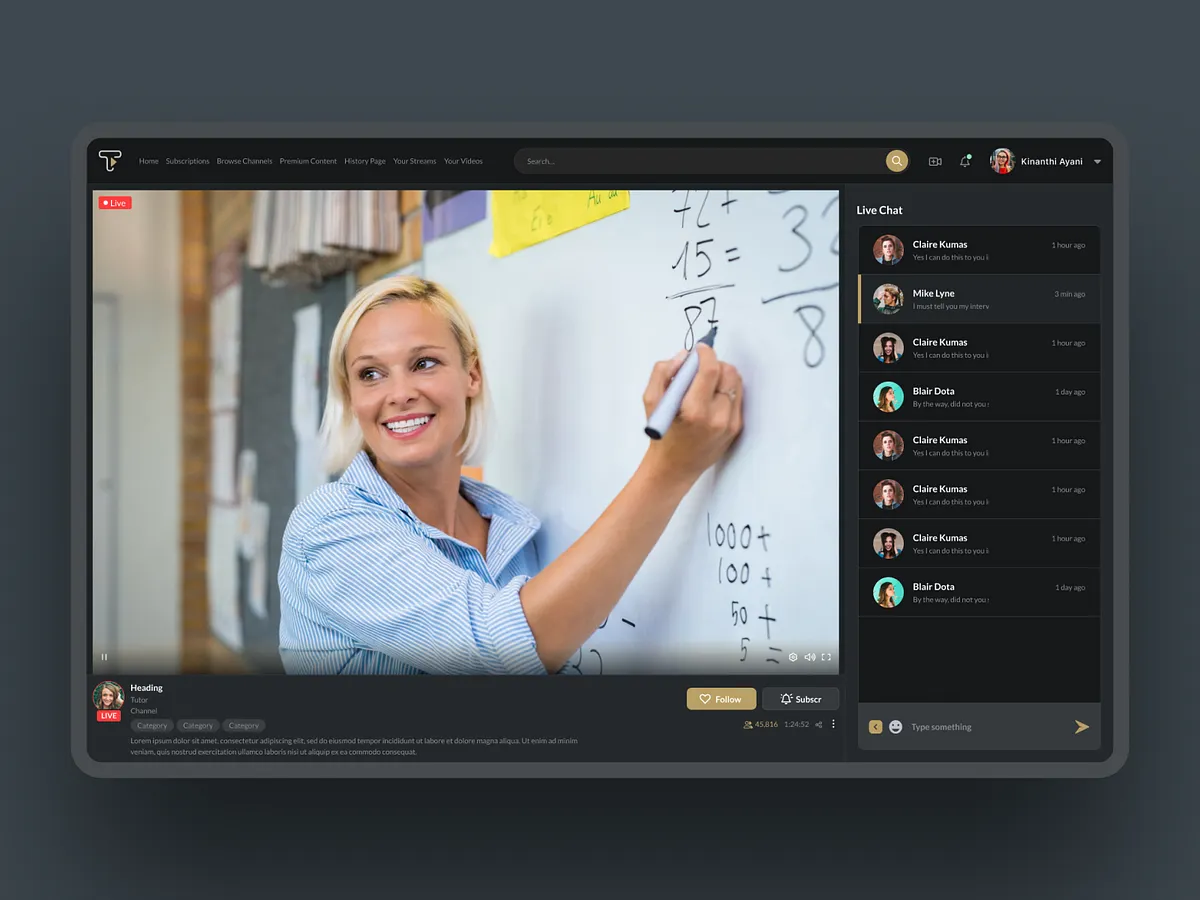 Home Subscriptions Browse Channels Premium Content History Page Your Streams Your Videos
Search...
Kinanthi Ayani
Live
72+
15=
87
8
1000+
100+
50+
5=
Live Chat
Claire Kumas 1 hour ago
Yes I can do this to you i
Mike Lyne 3 min ago
I must tell you my interv
Claire Kumas 1 hour ago
Yes I can do this to you i
Blair Dota 1 day ago
By the way, did not you
Claire Kumas 1 hour ago
Yes I can do this to you i
Claire Kumas 1 hour ago
Yes I can do this to you i
Claire Kumas 1 hour ago
Yes I can do this to you i
Blair Dota 1 day ago
By the way, did not you
Type something
LIVE
Heading
Tutor
Channel
Category Category Category
Lorem ipsum dolor sit amet, consectetur adipiscing elit, sed do eiusmod tempor incididunt ut labore et dolore magna aliqua. Ut enim ad minim
veniam, quis nostrud exercitation ullamco laboris nisi ut aliquip ex ea commodo consequat.
Follow
Subscr
45,816 1:24:52